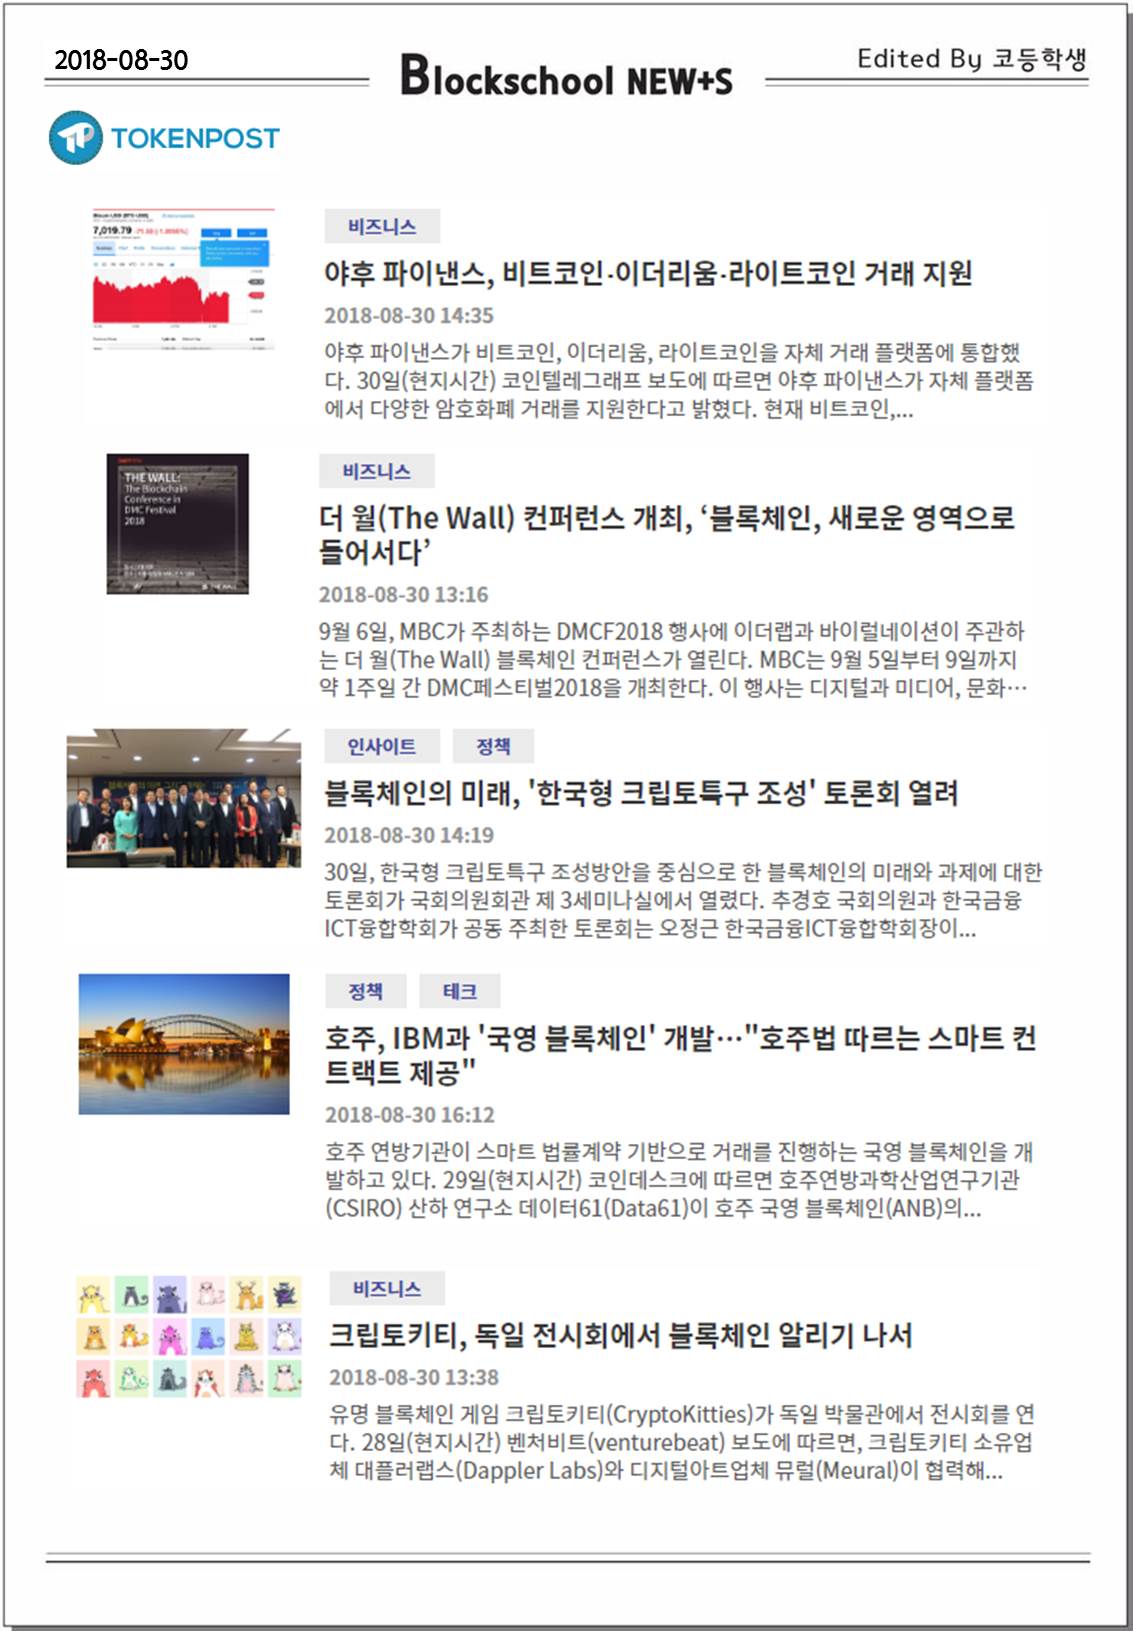 2018-08-30
Blockschool NEW+S
Edited By 코등학생
TOKENPOST
7,019.79
비즈니스
야후 파이낸스, 비트코인·이더리움·라이트코인 거래 지원
2018-08-30 14:35
야후 파이낸스가 비트코인, 이더리움, 라이트코인을 자체 거래 플랫폼에 통합했
다. 30일(현지시간) 코인텔레그래프 보도에 따르면 야후 파이낸스가 자체 플랫폼
에서 다양한 암호화폐 거래를 지원한다고 밝혔다. 현재 비트코인,...
THE WALL:
The Blockchain
Conference in
DMC Festival
2018
THE WALL
비즈니스
더 월(The Wall) 컨퍼런스 개최, ‘블록체인, 새로운 영역으로
들어서다’
2018-08-30 13:16
9월 6일, MBC가 주최하는 DMCF2018 행사에 이더랩과 바이럴네이션이 주관하
는 더 월(The Wall) 블록체인 컨퍼런스가 열린다. MBC는 9월 5일부터 9일까지
약 1주일 간 DMC페스티벌2018을 개최한다. 이 행사는 디지털과 미디어, 문화…
인사이트 정책
블록체인의 미래, '한국형 크립토특구 조성' 토론회 열려
2018-08-30 14:19
30일, 한국형 크립토특구 조성방안을 중심으로 한 블록체인의 미래와 과제에 대한
토론회가 국회의원회관 제 3세미나실에서 열렸다. 추경호 국회의원과 한국금융
ICT융합학회가 공동 주최한 토론회는 오정근 한국금융ICT융합학회장이...
정책 테크
호주, IBM과 '국영 블록체인' 개발…"호주법 따르는 스마트 컨
트랙트 제공"
2018-08-30 16:12
호주 연방기관이 스마트 법률계약 기반으로 거래를 진행하는 국영 블록체인을 개
발하고 있다. 29일(현지시간) 코인데스크에 따르면 호주연방과학산업연구기관
(CSIRO) 산하 연구소 데이터61(Data61)이 호주 국영 블록체인(ANB)의...
비즈니스
크립토키티, 독일 전시회에서 블록체인 알리기 나서
2018-08-30 13:38
유명 블록체인 게임 크립토키티(CryptoKitties)가 독일 박물관에서 전시회를 연
다. 28일(현지시간) 벤처비트(venturebeat) 보도에 따르면, 크립토키티 소유업
체 대플러랩스(Dappler Labs)와 디지털아트업체 뮤럴(Meural)이 협력해...